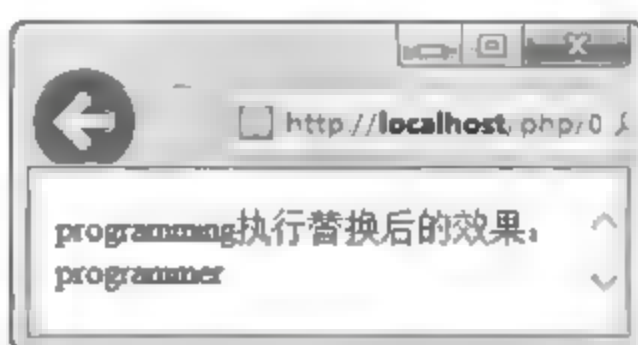 http://localhost/php/0
programming执行替换后的效果：
programmer